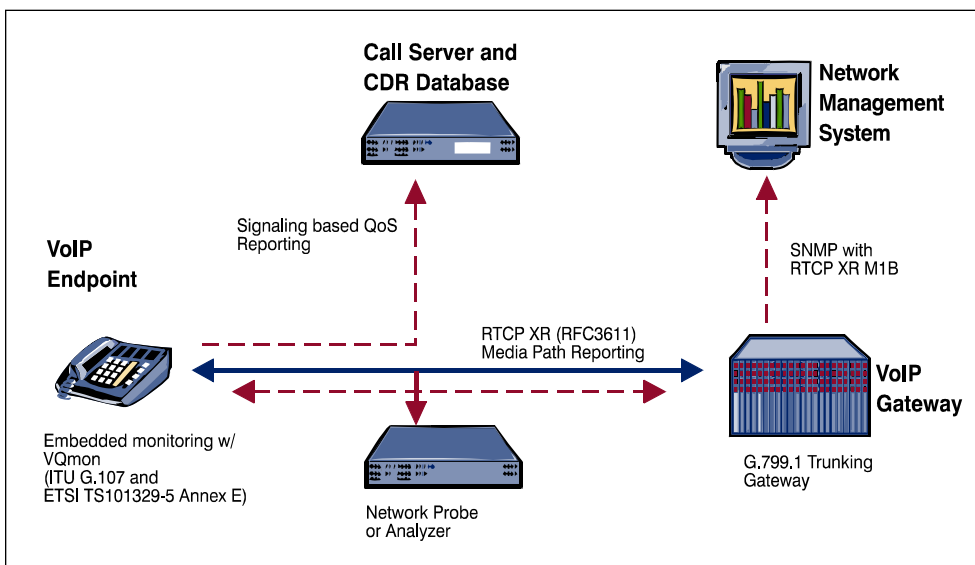 Call Server and
CDR Database
Network
Management
System
Signaling based QoS
Reporting
VoIP
Endpoint
SNMP with
RTCP XR M1B
RTCP XR (RFC3611)
Media Path Reporting
VoIP
Gateway
Embedded monitoring w/
VQmon
(ITU G.107 and
ETSI TS101329-5 Annex E)
G.799.1 Trunking
Gateway
Network Probe
or Analyzer